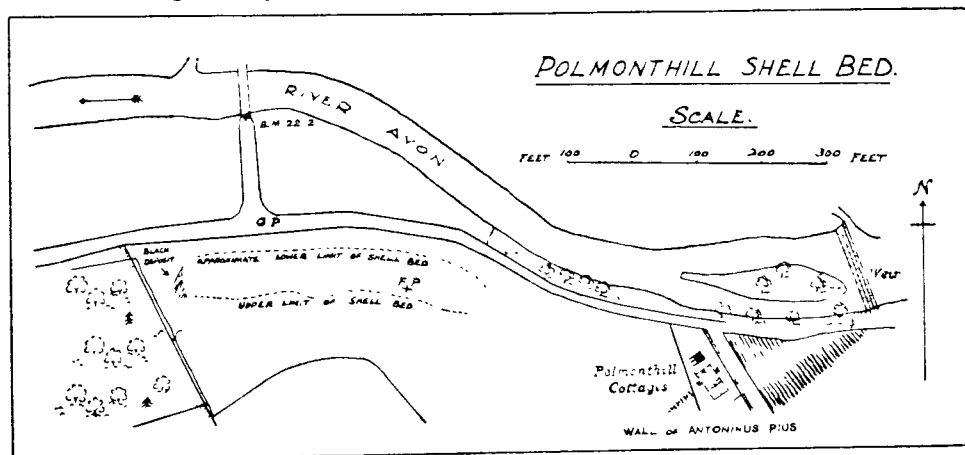 POLMONTHILL SHELL BED.
SCALE.
FEET 100 0 100 200 300 FEET
RIVER AVON
B.M 22.2
N
G P
BLACK
DEPOSIT
APPROXIMATE LOWER LIMIT OF SHELL BED
F P
UPPER LIMIT OF SHELL BED
Weir
Polmonthill
Cottages
WALL OF ANTONINUS PIUS